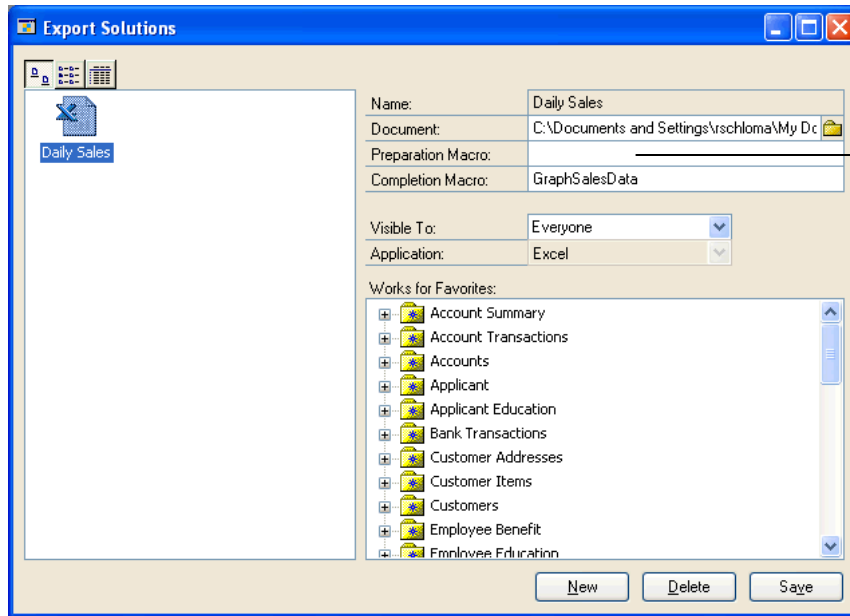 Export Solutions
Daily Sales
Name: Daily Sales
Document: C:\Documents and Settings\rschloma\My Dc
Preparation Macro:
Completion Macro: GraphSalesData
Visible To: Everyone
Application: Excel
Works for Favorites:
Account Summary
Account Transactions
Accounts
Applicant
Applicant Education
Bank Transactions
Customer Addresses
Customer Items
Customers
Employee Benefit
Employee Education
New Delete Save